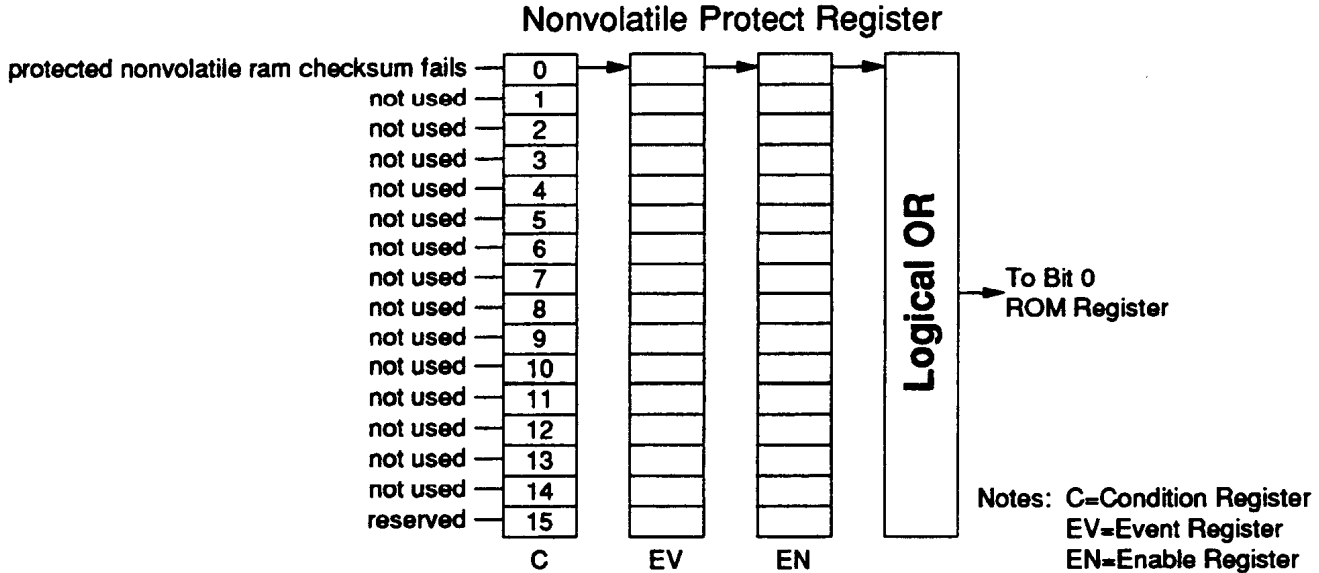 Nonvolatile Protect Register
protected nonvolatile ram checksum fails 0
not used 1
not used 2
not used 3
not used 4
not used 5
not used 6
not used 7
not used 8
not used 9
not used 10
not used 11
not used 12
not used 13
not used 14
reserved 15
C EV EN
Logical OR
To Bit 0
ROM Register
Notes: C=Condition Register
EV=Event Register
EN=Enable Register